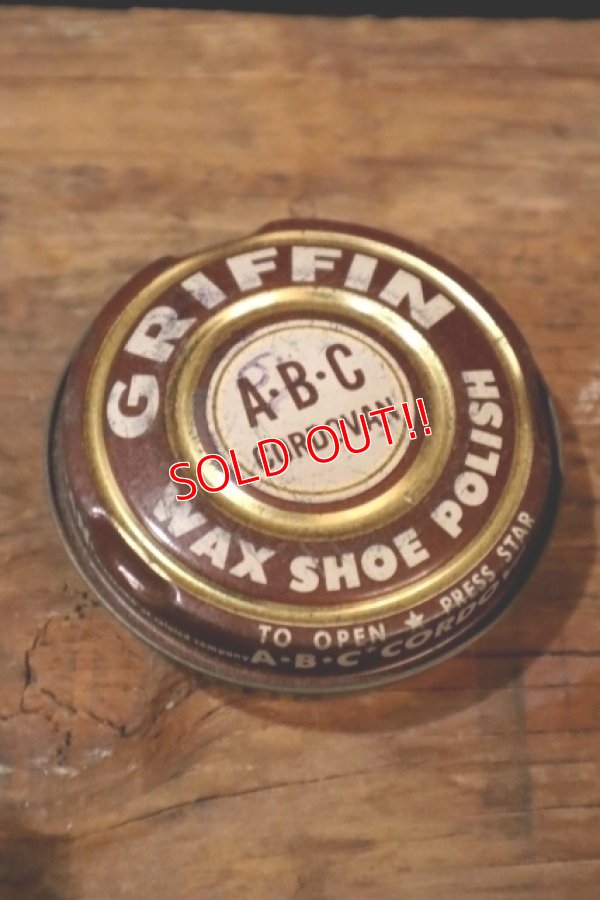 GRIFFIN
A·B·C
CORDOVAN
SOLD OUT!!
WAX SHOE POLISH
TO OPEN PRESS STAR
A·B·C CORDO